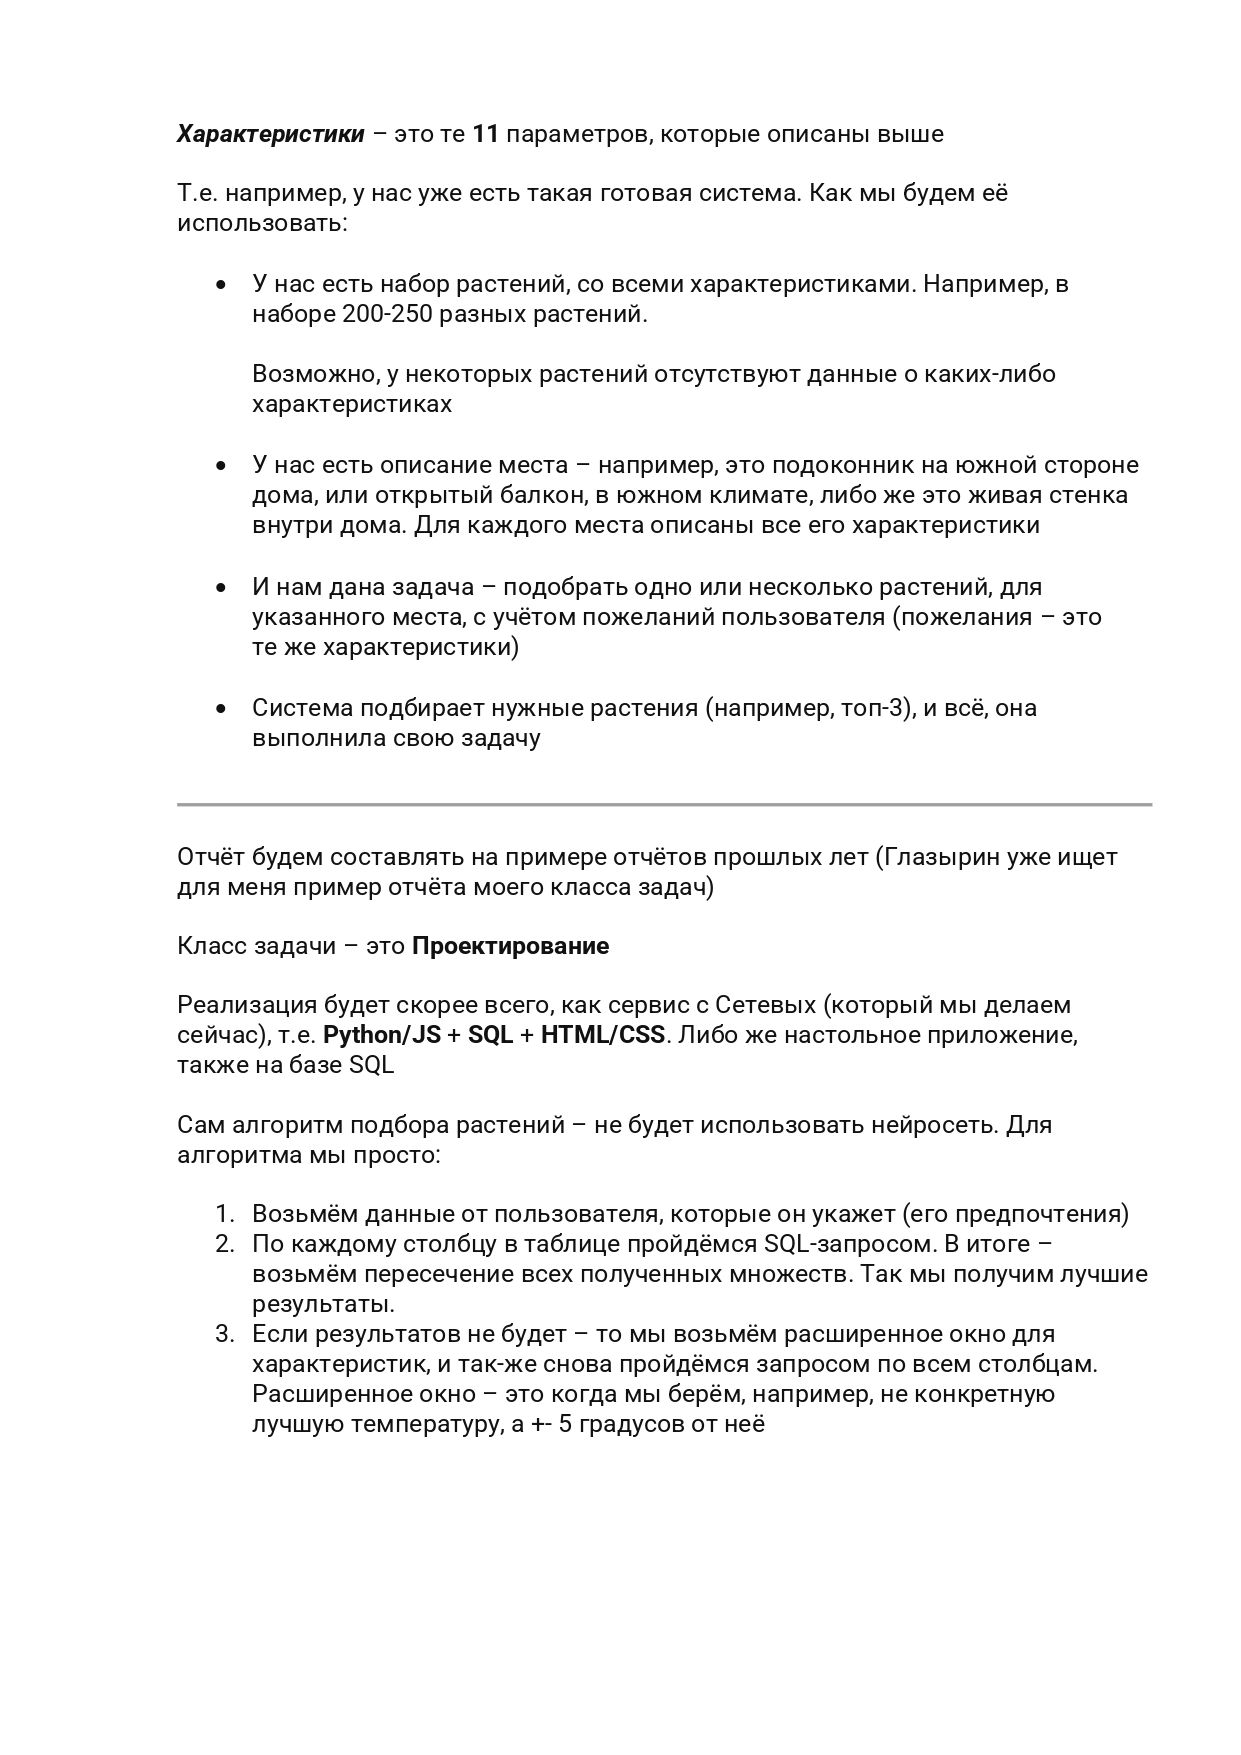 Характеристики – это те 11 параметров, которые описаны выше
Т.е. например, у нас уже есть такая готовая система. Как мы будем её
использовать:
• У нас есть набор растений, со всеми характеристиками. Например, в
наборе 200-250 разных растений.
Возможно, у некоторых растений отсутствуют данные о каких-либо
характеристиках
• У нас есть описание места – например, это подоконник на южной стороне
дома, или открытый балкон, в южном климате, либо же это живая стенка
внутри дома. Для каждого места описаны все его характеристики
• И нам дана задача – подобрать одно или несколько растений, для
указанного места, с учётом пожеланий пользователя (пожелания – это
те же характеристики)
• Система подбирает нужные растения (например, топ-3), и всё, она
выполнила свою задачу
Отчёт будем составлять на примере отчётов прошлых лет (Глазырин уже ищет
для меня пример отчёта моего класса задач)
Класс задачи – это Проектирование
Реализация будет скорее всего, как сервис с Сетевых (который мы делаем
сейчас), т.е. Python/JS + SQL + HTML/CSS. Либо же настольное приложение,
также на базе SQL
Сам алгоритм подбора растений – не будет использовать нейросеть. Для
алгоритма мы просто:
1. Возьмём данные от пользователя, которые он укажет (его предпочтения)
2. По каждому столбцу в таблице пройдёмся SQL-запросом. В итоге –
возьмём пересечение всех полученных множеств. Так мы получим лучшие
результаты.
3. Если результатов не будет – то мы возьмём расширенное окно для
характеристик, и так-же снова пройдёмся запросом по всем столбцам.
Расширенное окно – это когда мы берём, например, не конкретную
лучшую температуру, а +- 5 градусов от неё